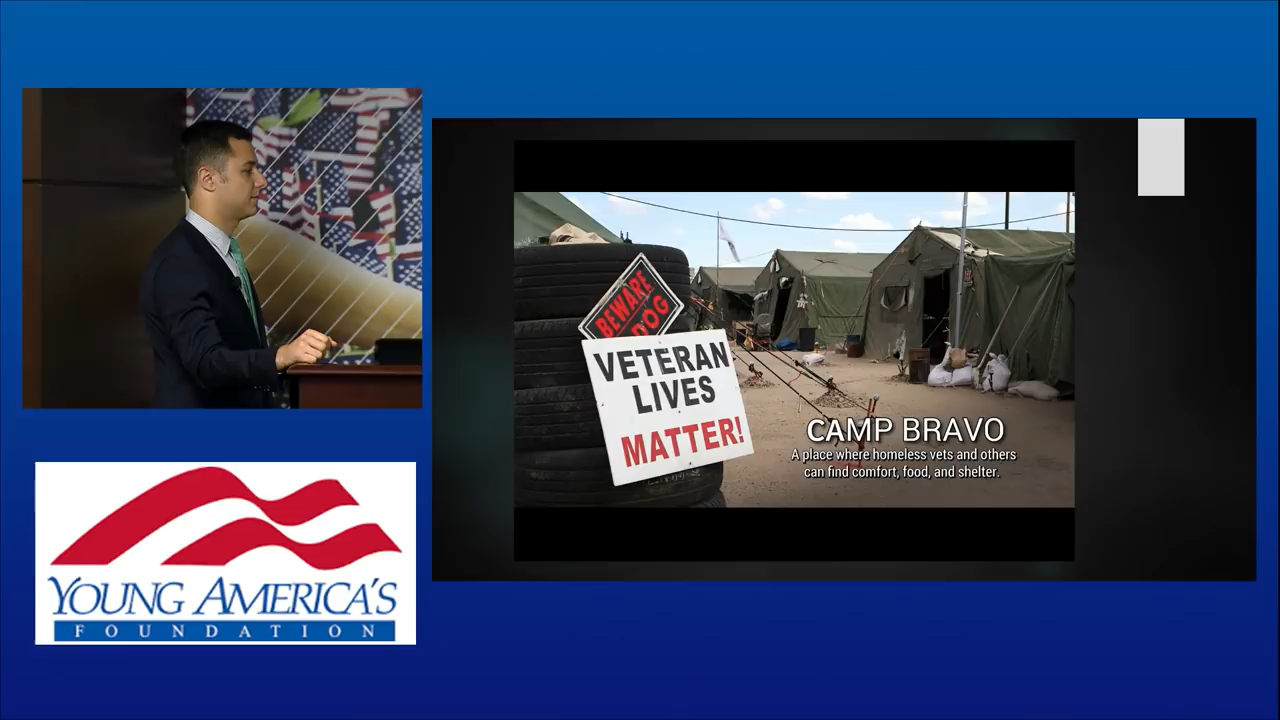 BEWARE
DOG
VETERAN
LIVES
MATTER!
CAMP BRAVO
A place where homeless vets and others
can find comfort, food, and shelter.
YOUNG AMERICA'S
FOUNDATION